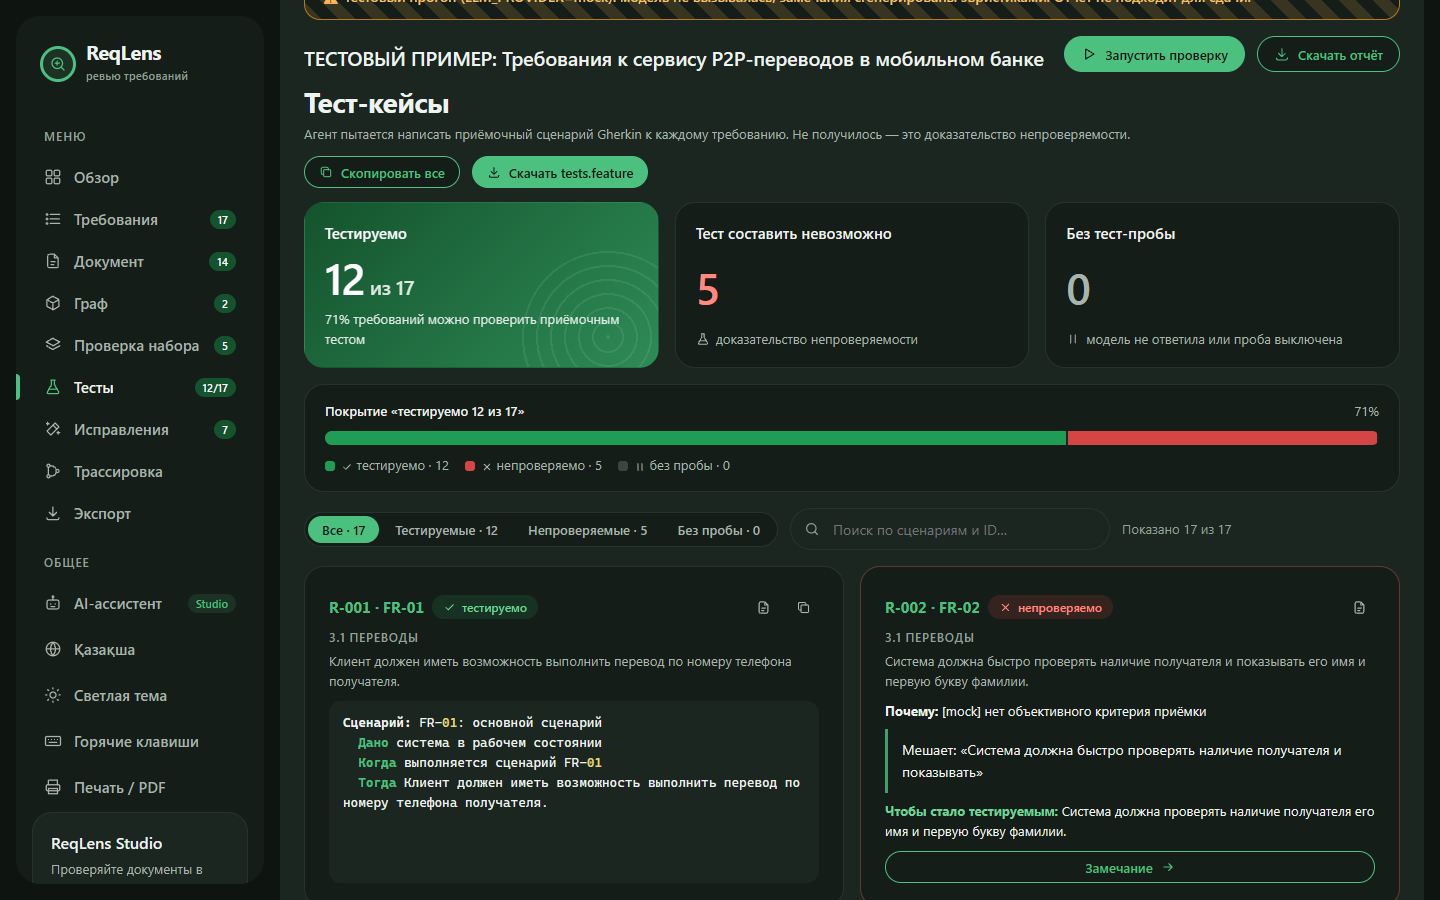 ReqLens
ревью требований
МЕНЮ
Обзор
Требования 17
Документ 14
Граф 2
Проверка набора 5
Тесты 12/17
Исправления 7
Трассировка
Экспорт
ОБЩЕЕ
AI-ассистент Studio
Қазақша
Светлая тема
Горячие клавиши
Печать / PDF
ReqLens Studio
Проверяйте документы в
ТЕСТОВЫЙ ПРИМЕР: Требования к сервису P2P-переводов в мобильном банке
Запустить проверку
Скачать отчёт
Тест-кейсы
Агент пытается написать приёмочный сценарий Gherkin к каждому требованию. Не получилось — это доказательство непроверяемости.
Скопировать все
Скачать tests.feature
Тестируемо
12 из 17
71% требований можно проверить приёмочным
тестом
Тест составить невозможно
5
доказательство непроверяемости
Без тест-пробы
0
модель не ответила или проба выключена
Покрытие «тестируемо 12 из 17» 71%
тестируемо · 12 непроверяемо · 5 без пробы · 0
Все · 17 Тестируемые · 12 Непроверяемые · 5 Без пробы · 0
Поиск по сценариям и ID...
Показано 17 из 17
R-001 · FR-01 тестируемо
3.1 ПЕРЕВОДЫ
Клиент должен иметь возможность выполнить перевод по номеру телефона
получателя.
Сценарий: FR-01: основной сценарий
Дано система в рабочем состоянии
Когда выполняется сценарий FR-01
Тогда Клиент должен иметь возможность выполнить перевод по
номеру телефона получателя.
R-002 · FR-02 непроверяемо
3.1 ПЕРЕВОДЫ
Система должна быстро проверять наличие получателя и показывать его имя и
первую букву фамилии.
Почему: [mock] нет объективного критерия приёмки
Мешает: «Система должна быстро проверять наличие получателя и
показывать»
Чтобы стало тестируемым: Система должна проверять наличие получателя его
имя и первую букву фамилии.
Замечание